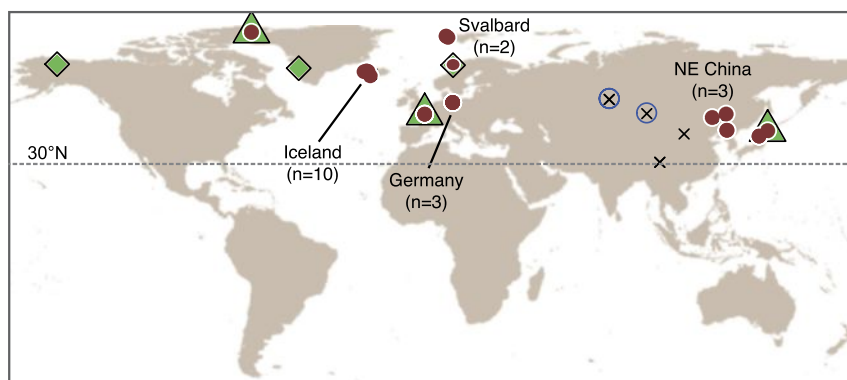 Svalbard
(n=2)
NE China
(n=3)
30°N
Iceland
(n=10)
Germany
(n=3)